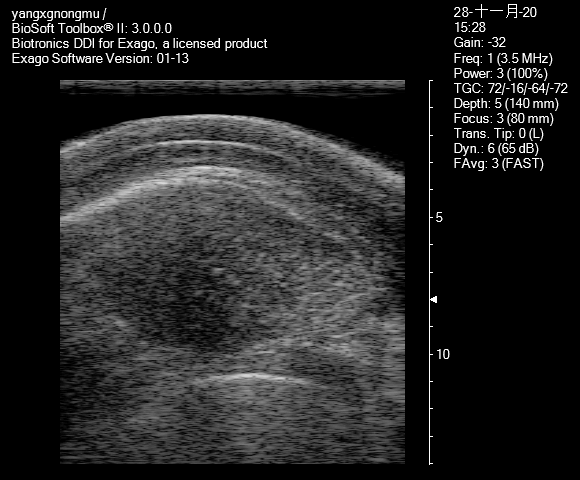 yangxgnongmu /
BioSoft Toolbox® II: 3.0.0.0
Biotronics DDI for Exago, a licensed product
Exago Software Version: 01-13
28-十一月-20
15:28
Gain: -32
Freq: 1 (3.5 MHz)
Power: 3 (100%)
TGC: 72/-16/-64/-72
Depth: 5 (140 mm)
Focus: 3 (80 mm)
Trans. Tip: 0 (L)
Dyn.: 6 (65 dB)
FAvg: 3 (FAST)
5
10